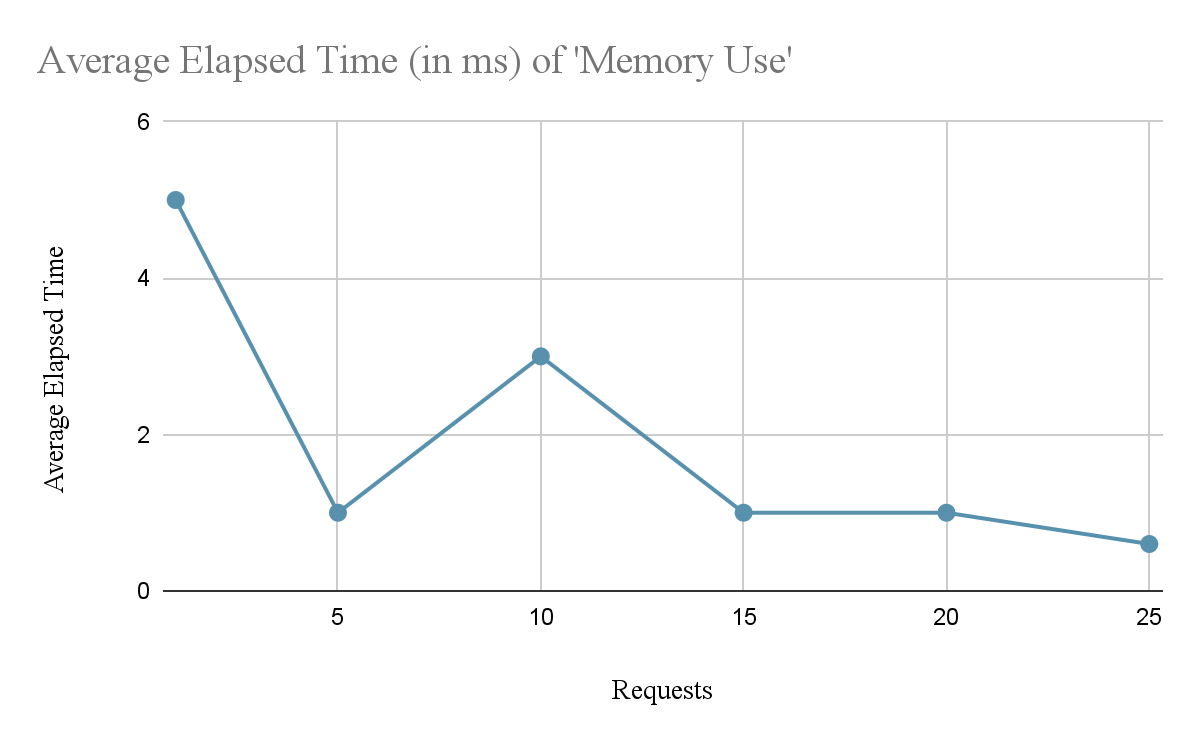 Average Elapsed Time (in ms) of 'Memory Use'
6
4
2
0
Average Elapsed Time
5 10 15 20 25
Requests